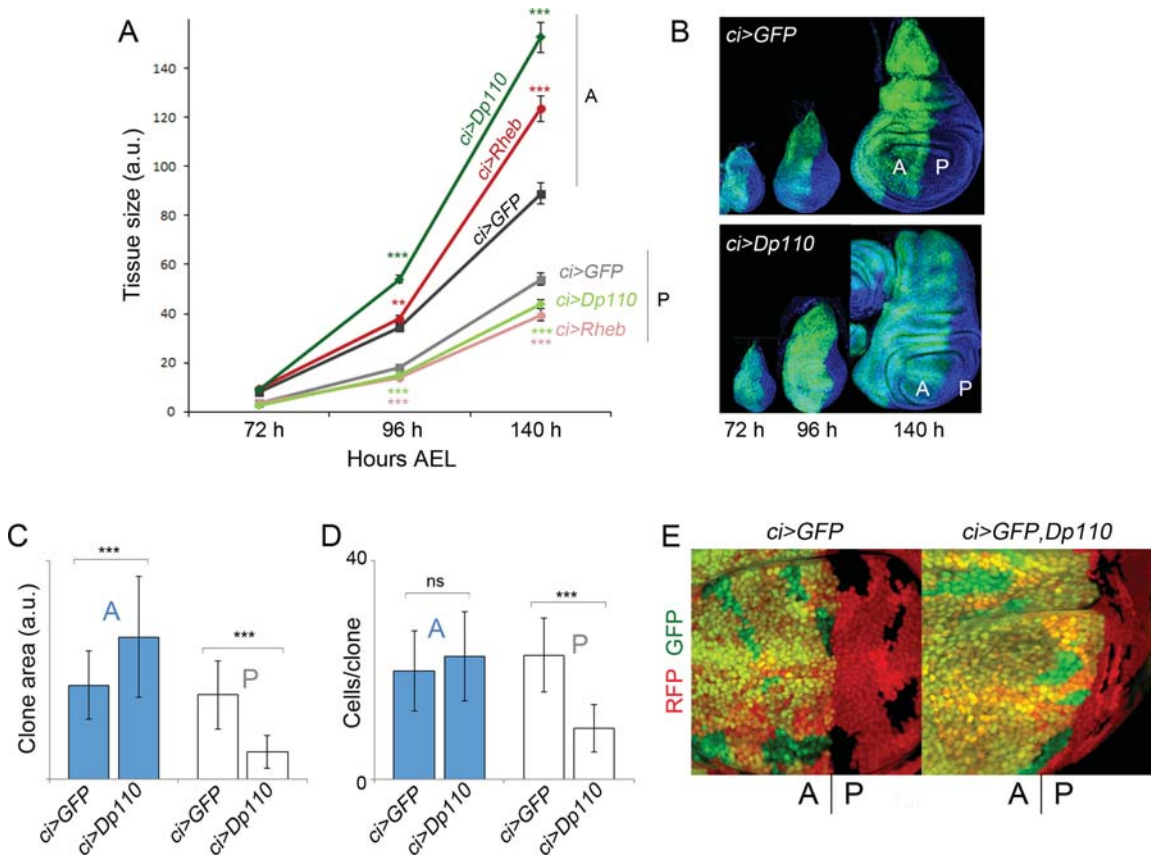 A
Tissue size (a.u.)
140
120
100
80
60
40
20
0
72 h
96 h
140 h
Hours AEL
***
***
***
**
ci>Dp110
ci>Rheb
ci>GFP
A
ci>GFP
ci>Dp110
ci>Rheb
P
***
***
***
***
B
ci>GFP
A P
ci>Dp110
A P
72 h 96 h 140 h
C
Clone area (a.u.)
***
A
***
P
ci>GFP
ci>Dp110
ci>GFP
ci>Dp110
D
Cells/clone
40
0
ns
A
***
P
ci>GFP
ci>Dp110
ci>GFP
ci>Dp110
E
ci>GFP
ci>GFP,Dp110
RFP GFP
A P
A P